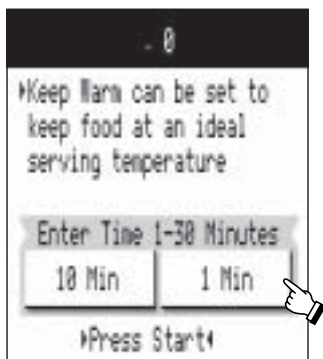 . 0
▸Keep Warm can be set to
keep food at an ideal
serving temperature
Enter Time 1-30 Minutes
10 Min 1 Min
▸Press Start◂